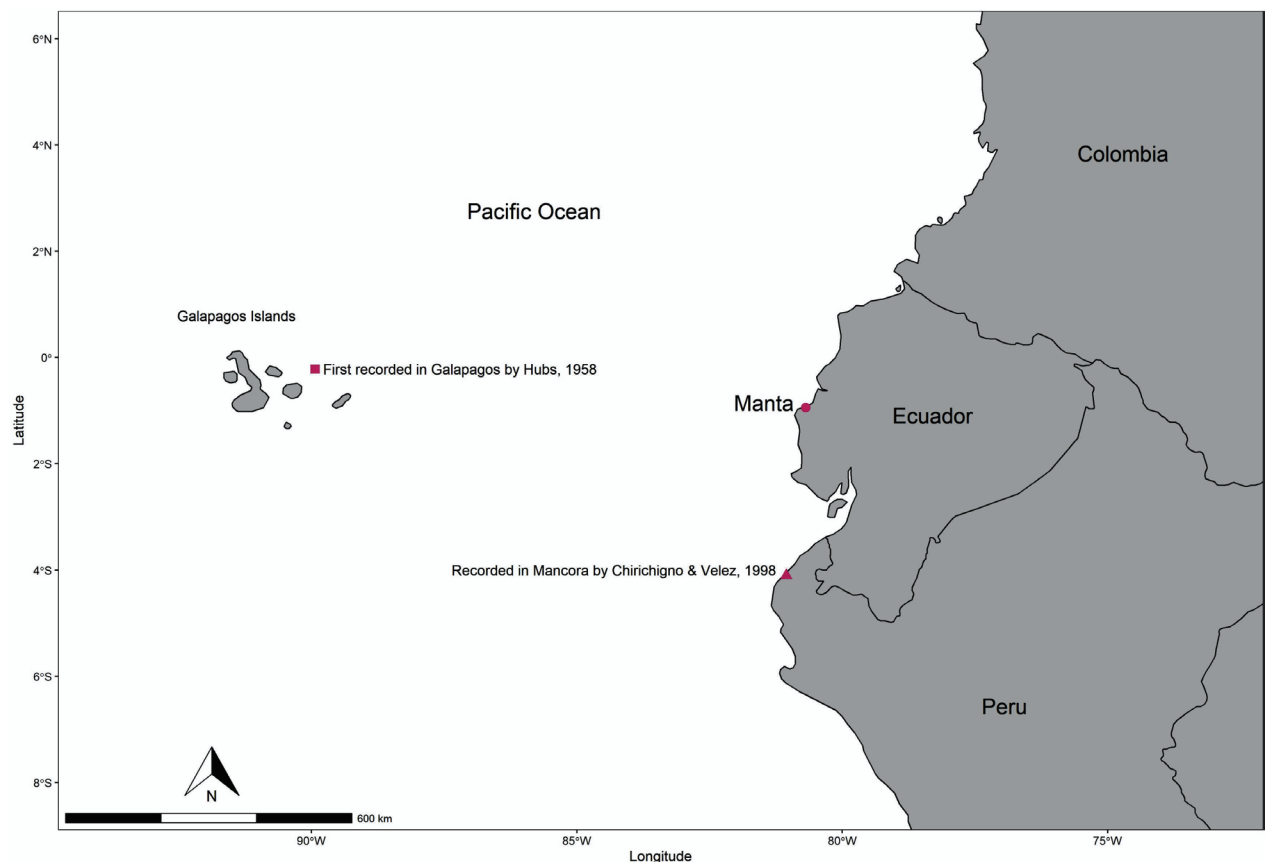 6°N
4°N
Colombia
Pacific Ocean
2°N
Galapagos Islands
0°
First recorded in Galapagos by Hubs, 1958
Manta
Ecuador
Latitude
2°S
4°S
Recorded in Mancora by Chirichigno & Velez, 1998
6°S
Peru
8°S
N
600 km
90°W
85°W
80°W
75°W
Longitude